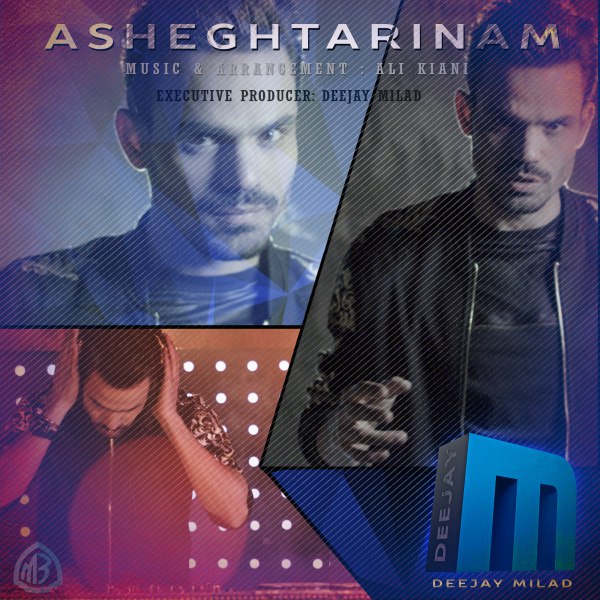 ASHEGHTARINAM
MUSIC & ARRANGEMENT : ALI KIANI
EXECUTIVE PRODUCER: DEEJAY MILAD
DEEJAY
M
DEEJAY MILAD